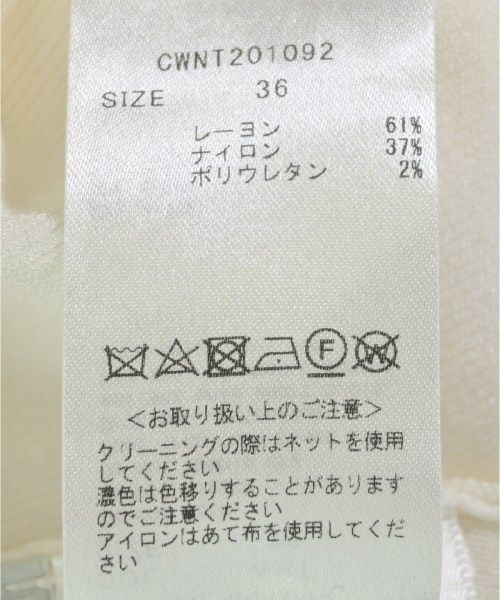 CWNT201092
SIZE 36
レーヨン 61%
ナイロン 37%
ポリウレタン 2%
F W
<お取り扱い上のご注意>
クリーニングの際はネットを使用
してください
濃色は色移りすることがあります
のでご注意ください
アイロンはあて布を使用してくだ
さい